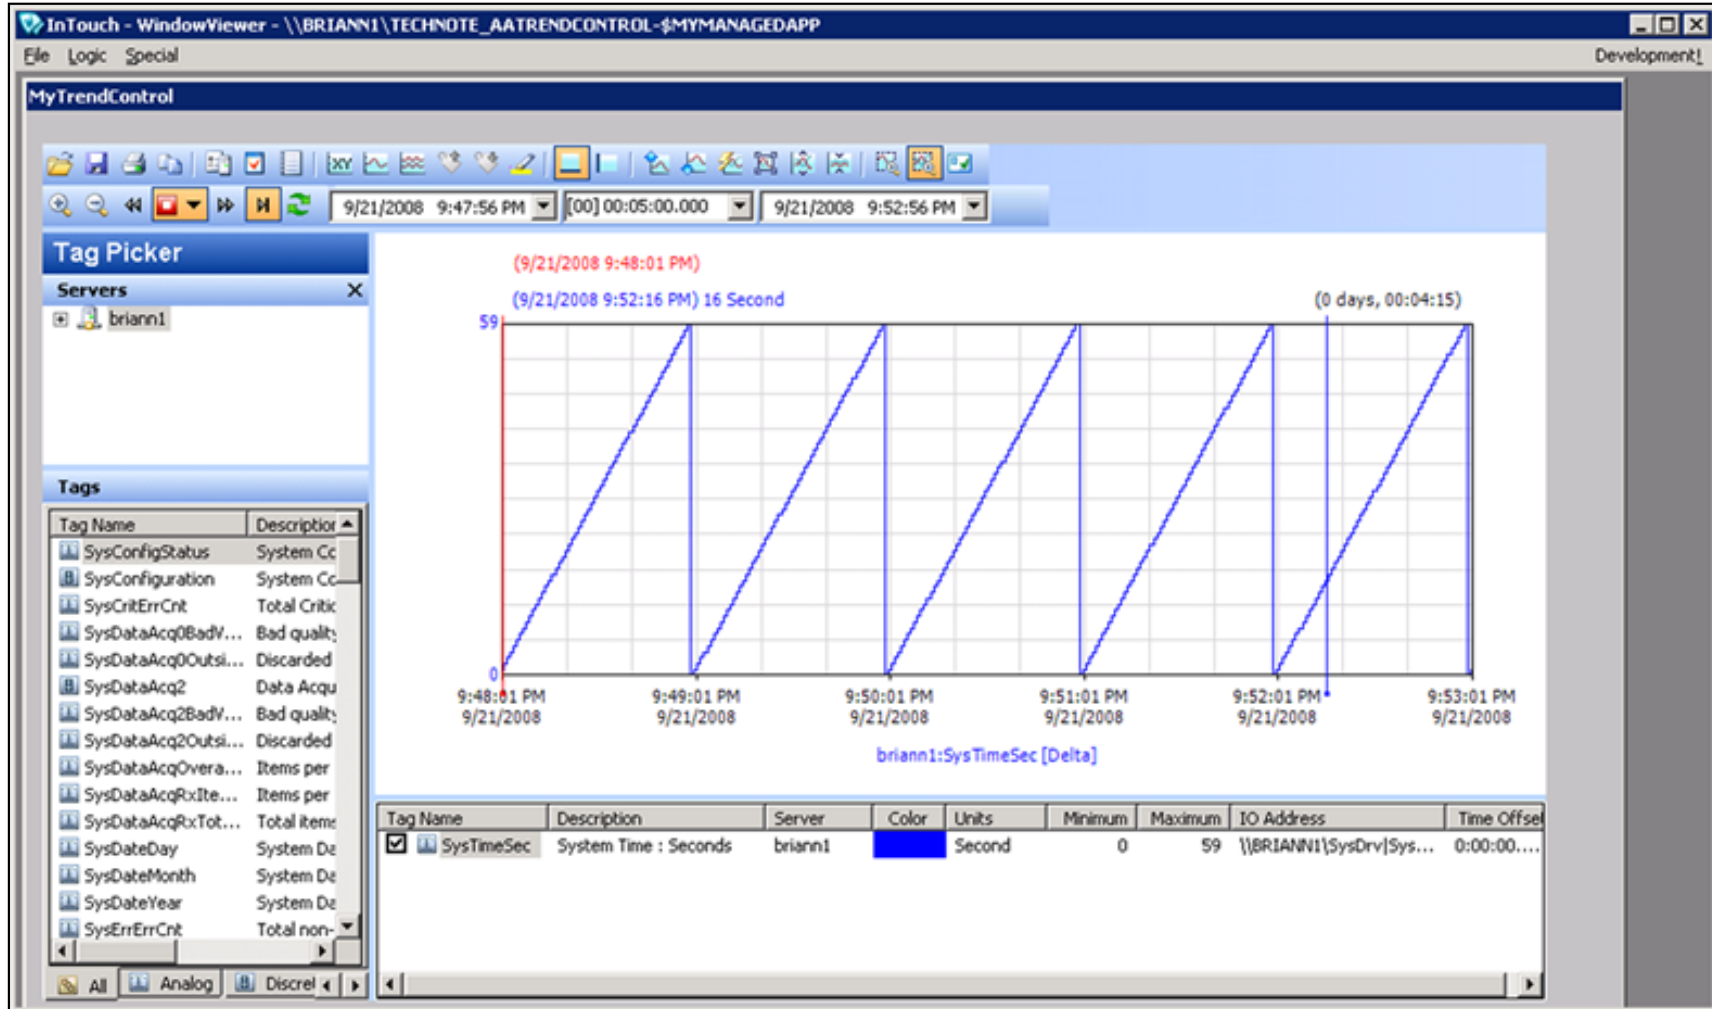 InTouch - WindowViewer - \\BRIANN1\TECHNOTE_AATRENDCONTROL-$MYMANAGEDAPP
File Logic Special Development!
MyTrendControl
XY
9/21/2008 9:47:56 PM [00] 00:05:00.000 9/21/2008 9:52:56 PM
Tag Picker
Servers
briann1
(9/21/2008 9:48:01 PM)
(9/21/2008 9:52:16 PM) 16 Second (0 days, 00:04:15)
59
0
9:48:01 PM 9:49:01 PM 9:50:01 PM 9:51:01 PM 9:52:01 PM 9:53:01 PM
9/21/2008 9/21/2008 9/21/2008 9/21/2008 9/21/2008 9/21/2008
briann1:SysTimeSec [Delta]
Tags
Tag Name Description
SysConfigStatus System Co
SysConfiguration System Co
SysCritErrCnt Total Critic
SysDataAcq0BadV... Bad quality
SysDataAcq0Outsi... Discarded
SysDataAcq2 Data Acqu
SysDataAcq2BadV... Bad quality
SysDataAcq2Outsi... Discarded
SysDataAcqOvera... Items per
SysDataAcqRxIte... Items per
SysDataAcqRxTot... Total items
SysDateDay System Da
SysDateMonth System Da
SysDateYear System Da
SysErrErrCnt Total non-
All Analog Discret
Tag Name Description Server Color Units Minimum Maximum IO Address Time Offset
SysTimeSec System Time : Seconds briann1 Second 0 59 \\BRIANN1\SysDrv|Sys... 0:00:00....